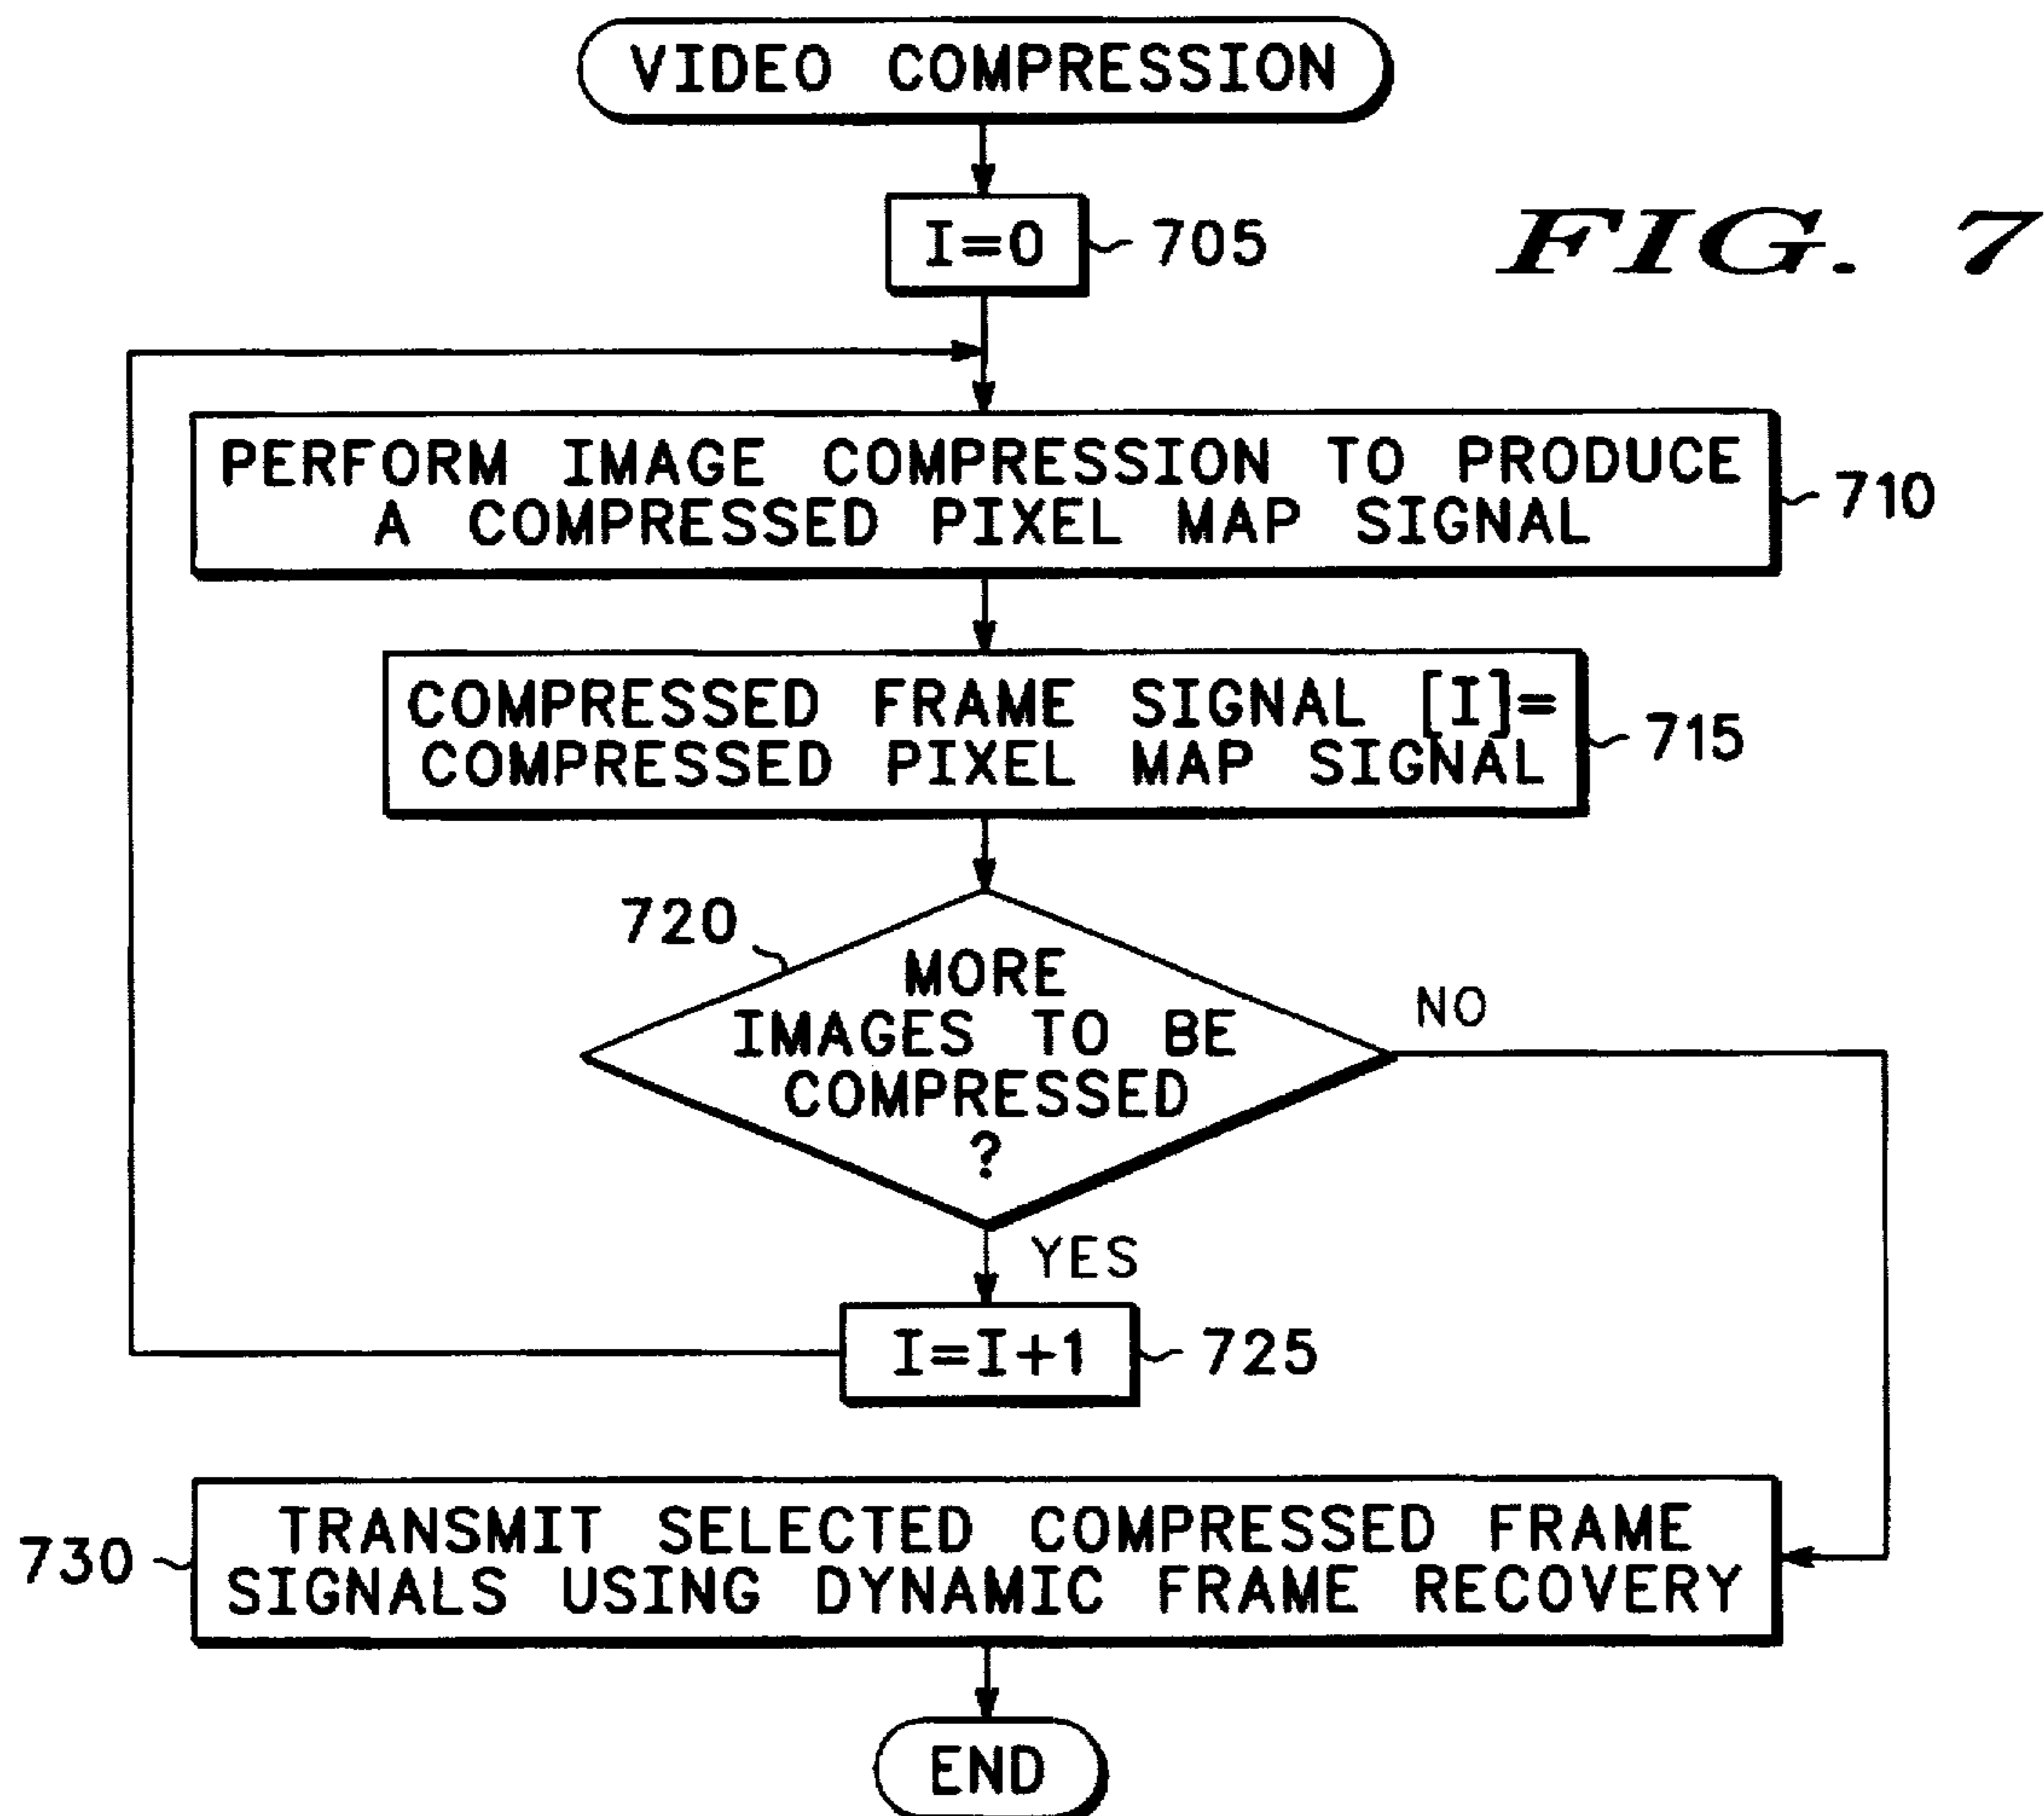 VIDEO COMPRESSION
I=0
705
FIG. 7
PERFORM IMAGE COMPRESSION TO PRODUCE
A COMPRESSED PIXEL MAP SIGNAL
710
COMPRESSED FRAME SIGNAL [I]=
COMPRESSED PIXEL MAP SIGNAL
715
720
MORE
IMAGES TO BE
COMPRESSED
?
NO
YES
I=I+1
725
730
TRANSMIT SELECTED COMPRESSED FRAME
SIGNALS USING DYNAMIC FRAME RECOVERY
END